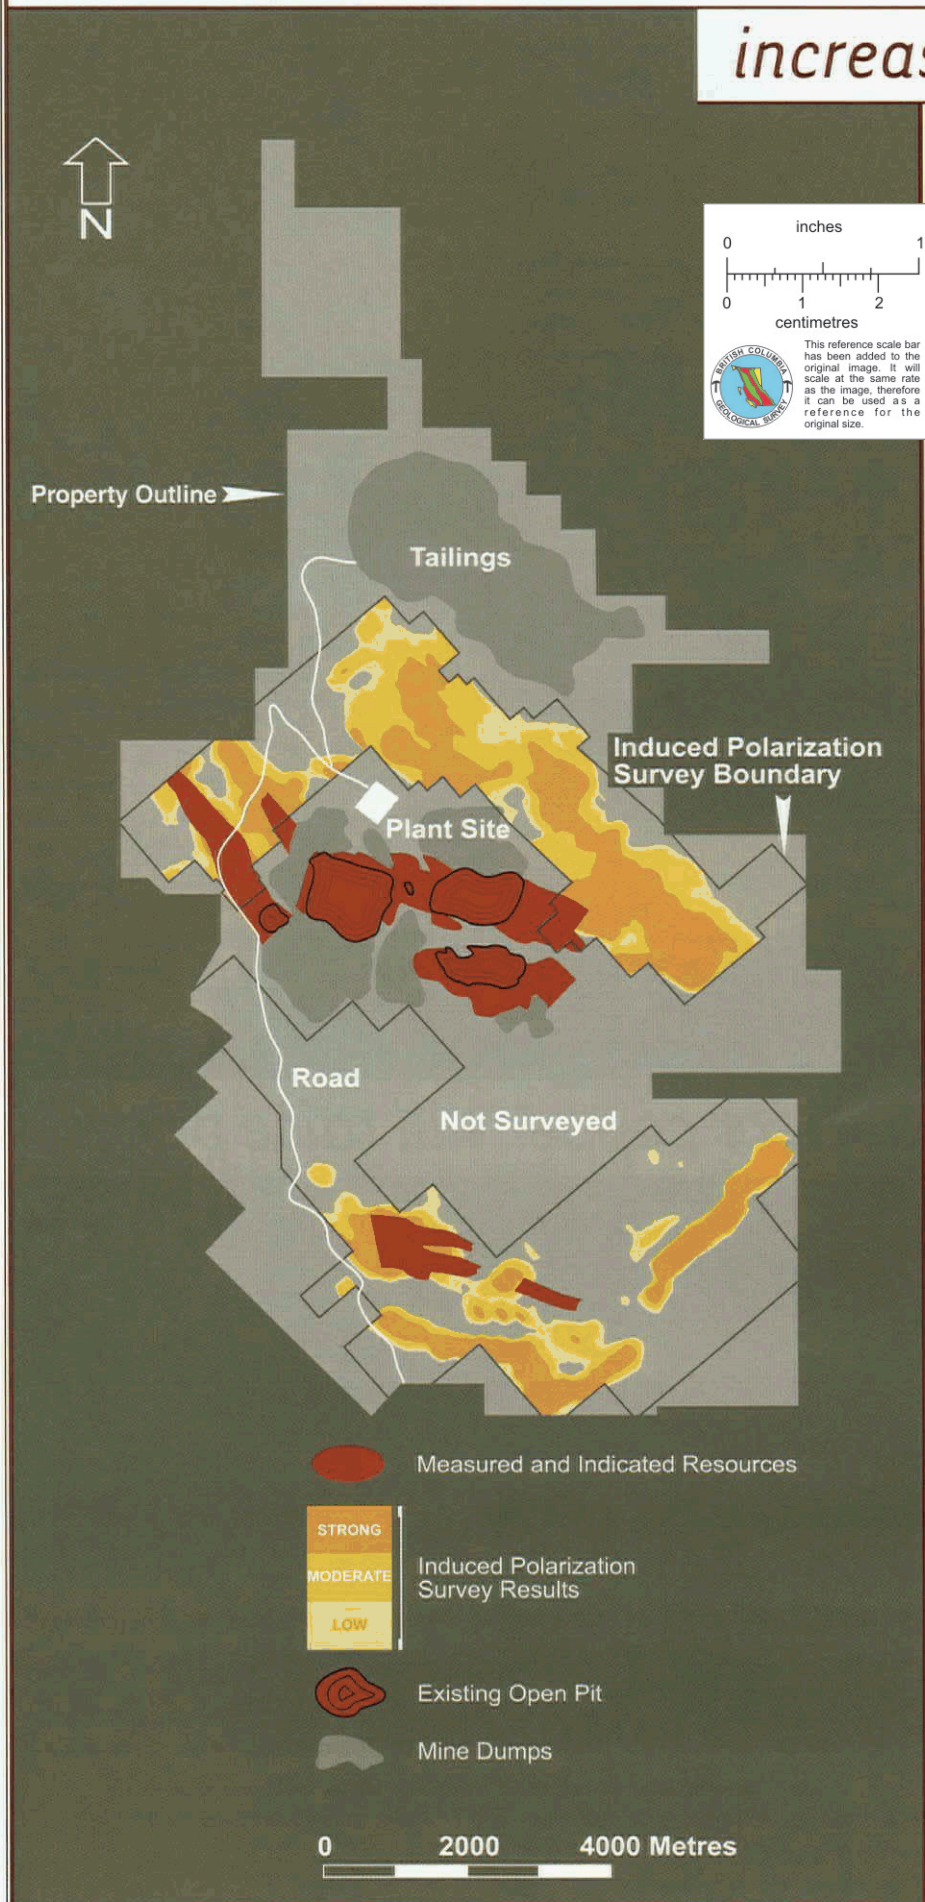 increas
N
inches
0 1
0 1 2
centimetres
BRITISH COLUMBIA
GEOLOGICAL SURVEY
This reference scale bar
has been added to the
original image. It will
scale at the same rate
as the image, therefore
it can be used as a
reference for the
original size.
Property Outline
Tailings
Induced Polarization
Survey Boundary
Plant Site
Road
Not Surveyed
Measured and Indicated Resources
STRONG
MODERATE
LOW
Induced Polarization
Survey Results
Existing Open Pit
Mine Dumps
0 2000 4000 Metres